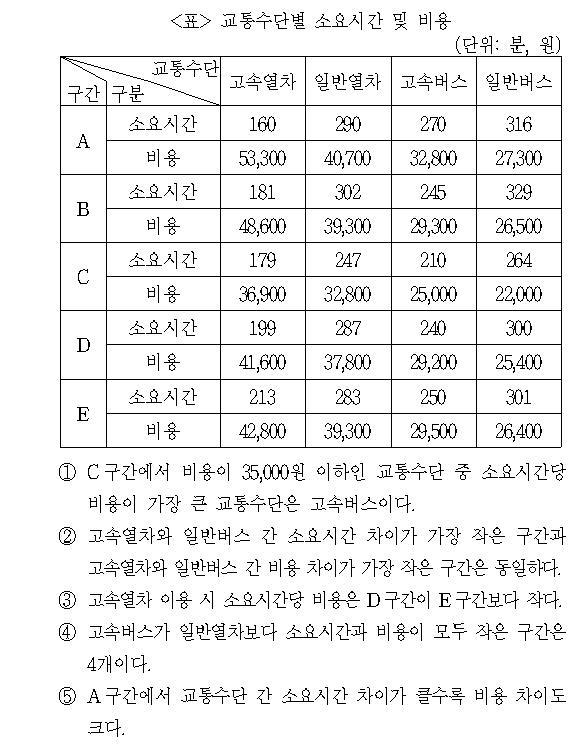 <표> 교통수단별 소요시간 및 비용
(단위: 분, 원)
교통수단
구간 구분 고속열차 일반열차 고속버스 일반버스
A 소요시간 160 290 270 316
비용 53,300 40,700 32,800 27,300
B 소요시간 181 302 245 329
비용 48,600 39,300 29,300 26,500
C 소요시간 179 247 210 264
비용 36,900 32,800 25,000 22,000
D 소요시간 199 287 240 300
비용 41,600 37,800 29,200 25,400
E 소요시간 213 283 250 301
비용 42,800 39,300 29,500 26,400
① C구간에서 비용이 35,000원 이하인 교통수단 중 소요시간당
비용이 가장 큰 교통수단은 고속버스이다.
② 고속열차와 일반버스 간 소요시간 차이가 가장 작은 구간과
고속열차와 일반버스 간 비용 차이가 가장 작은 구간은 동일하다.
③ 고속열차 이용 시 소요시간당 비용은 D구간이 E구간보다 작다.
④ 고속버스가 일반열차보다 소요시간과 비용이 모두 작은 구간은
4개이다.
⑤ A구간에서 교통수단 간 소요시간 차이가 클수록 비용 차이도
크다.